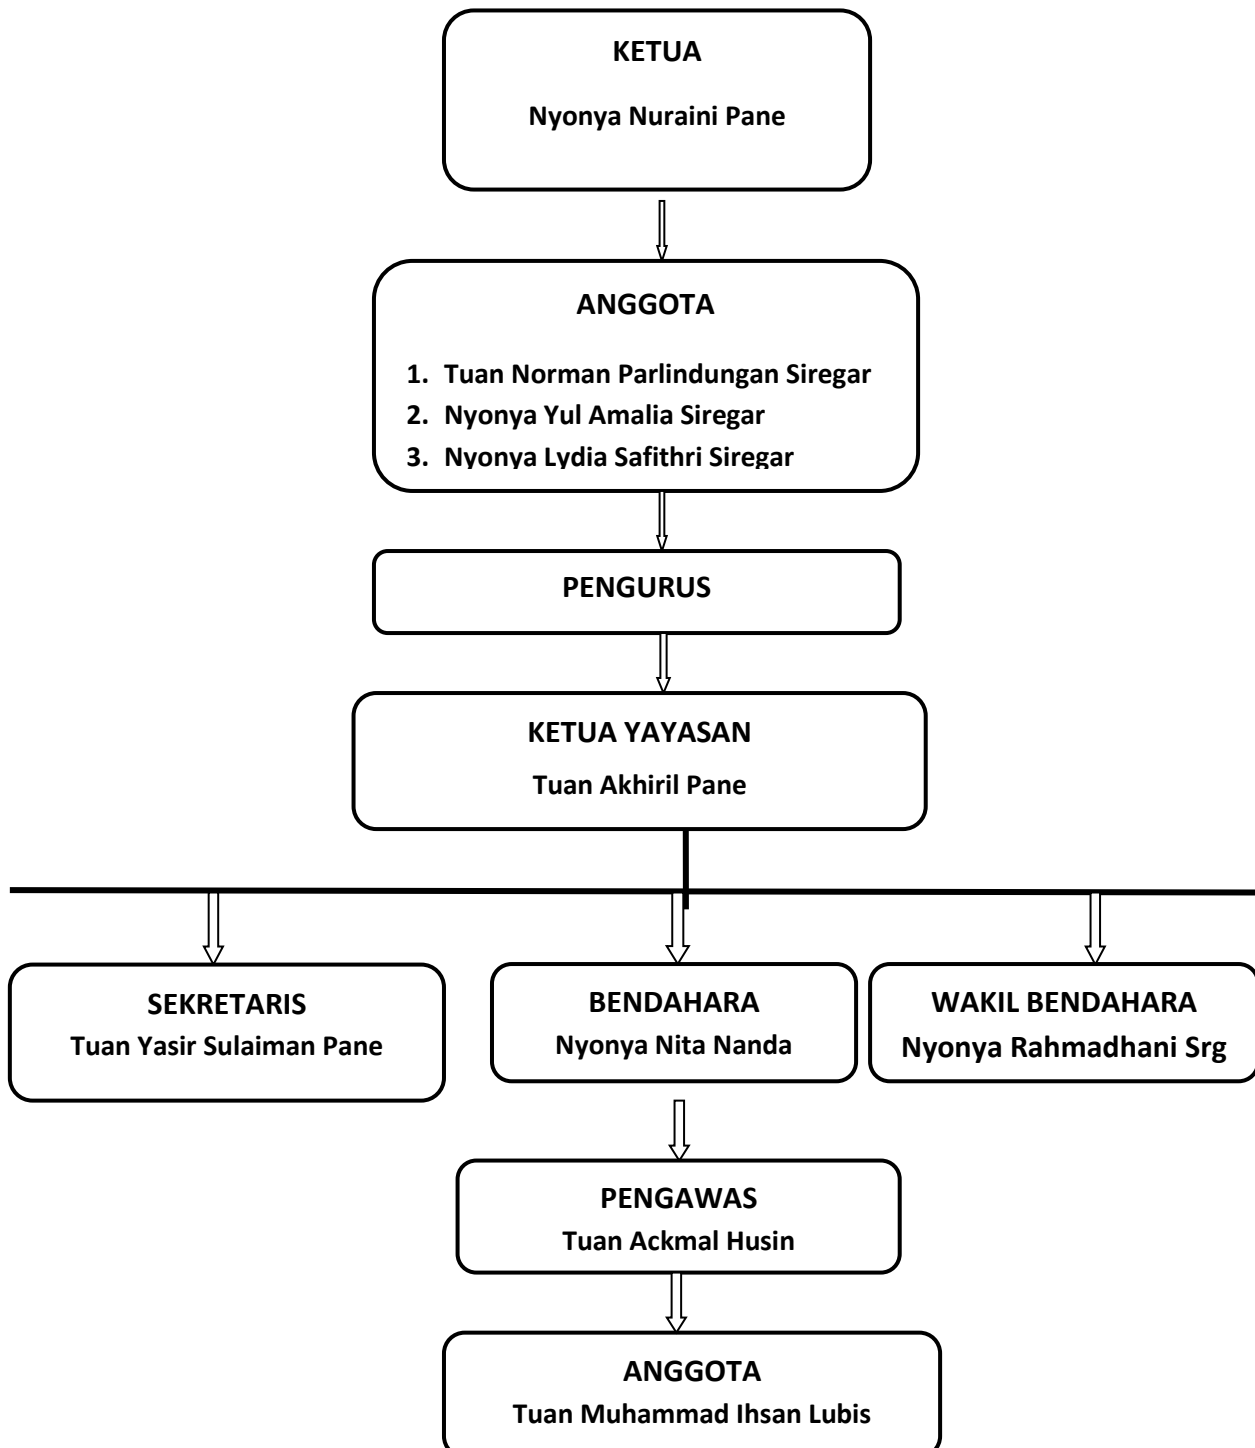 KETUA
Nyonya Nuraini Pane
ANGGOTA
1. Tuan Norman Parlindungan Siregar
2. Nyonya Yul Amalia Siregar
3. Nyonya Lydia Safithri Siregar
PENGURUS
KETUA YAYASAN
Tuan Akhiril Pane
SEKRETARIS
Tuan Yasir Sulaiman Pane
BENDAHARA
Nyonya Nita Nanda
WAKIL BENDAHARA
Nyonya Rahmadhani Srg
PENGAWAS
Tuan Ackmal Husin
ANGGOTA
Tuan Muhammad Ihsan Lubis